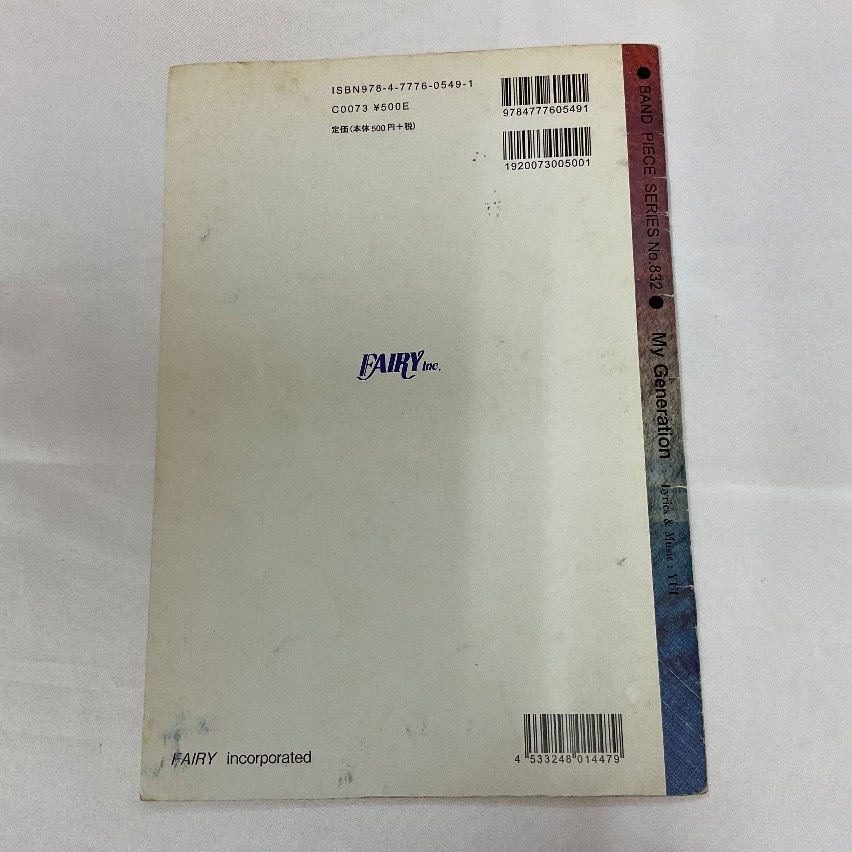 ISBN978-4-7776-0549-1
C0073 ¥500E
定価(本体500円+税)
9784777605491
1920073005001
● BAND PIECE SERIES No.832 ● My Generation Lyrics & Music : YUI
FAIRY Inc.
FAIRY incorporated
4 533248 014479